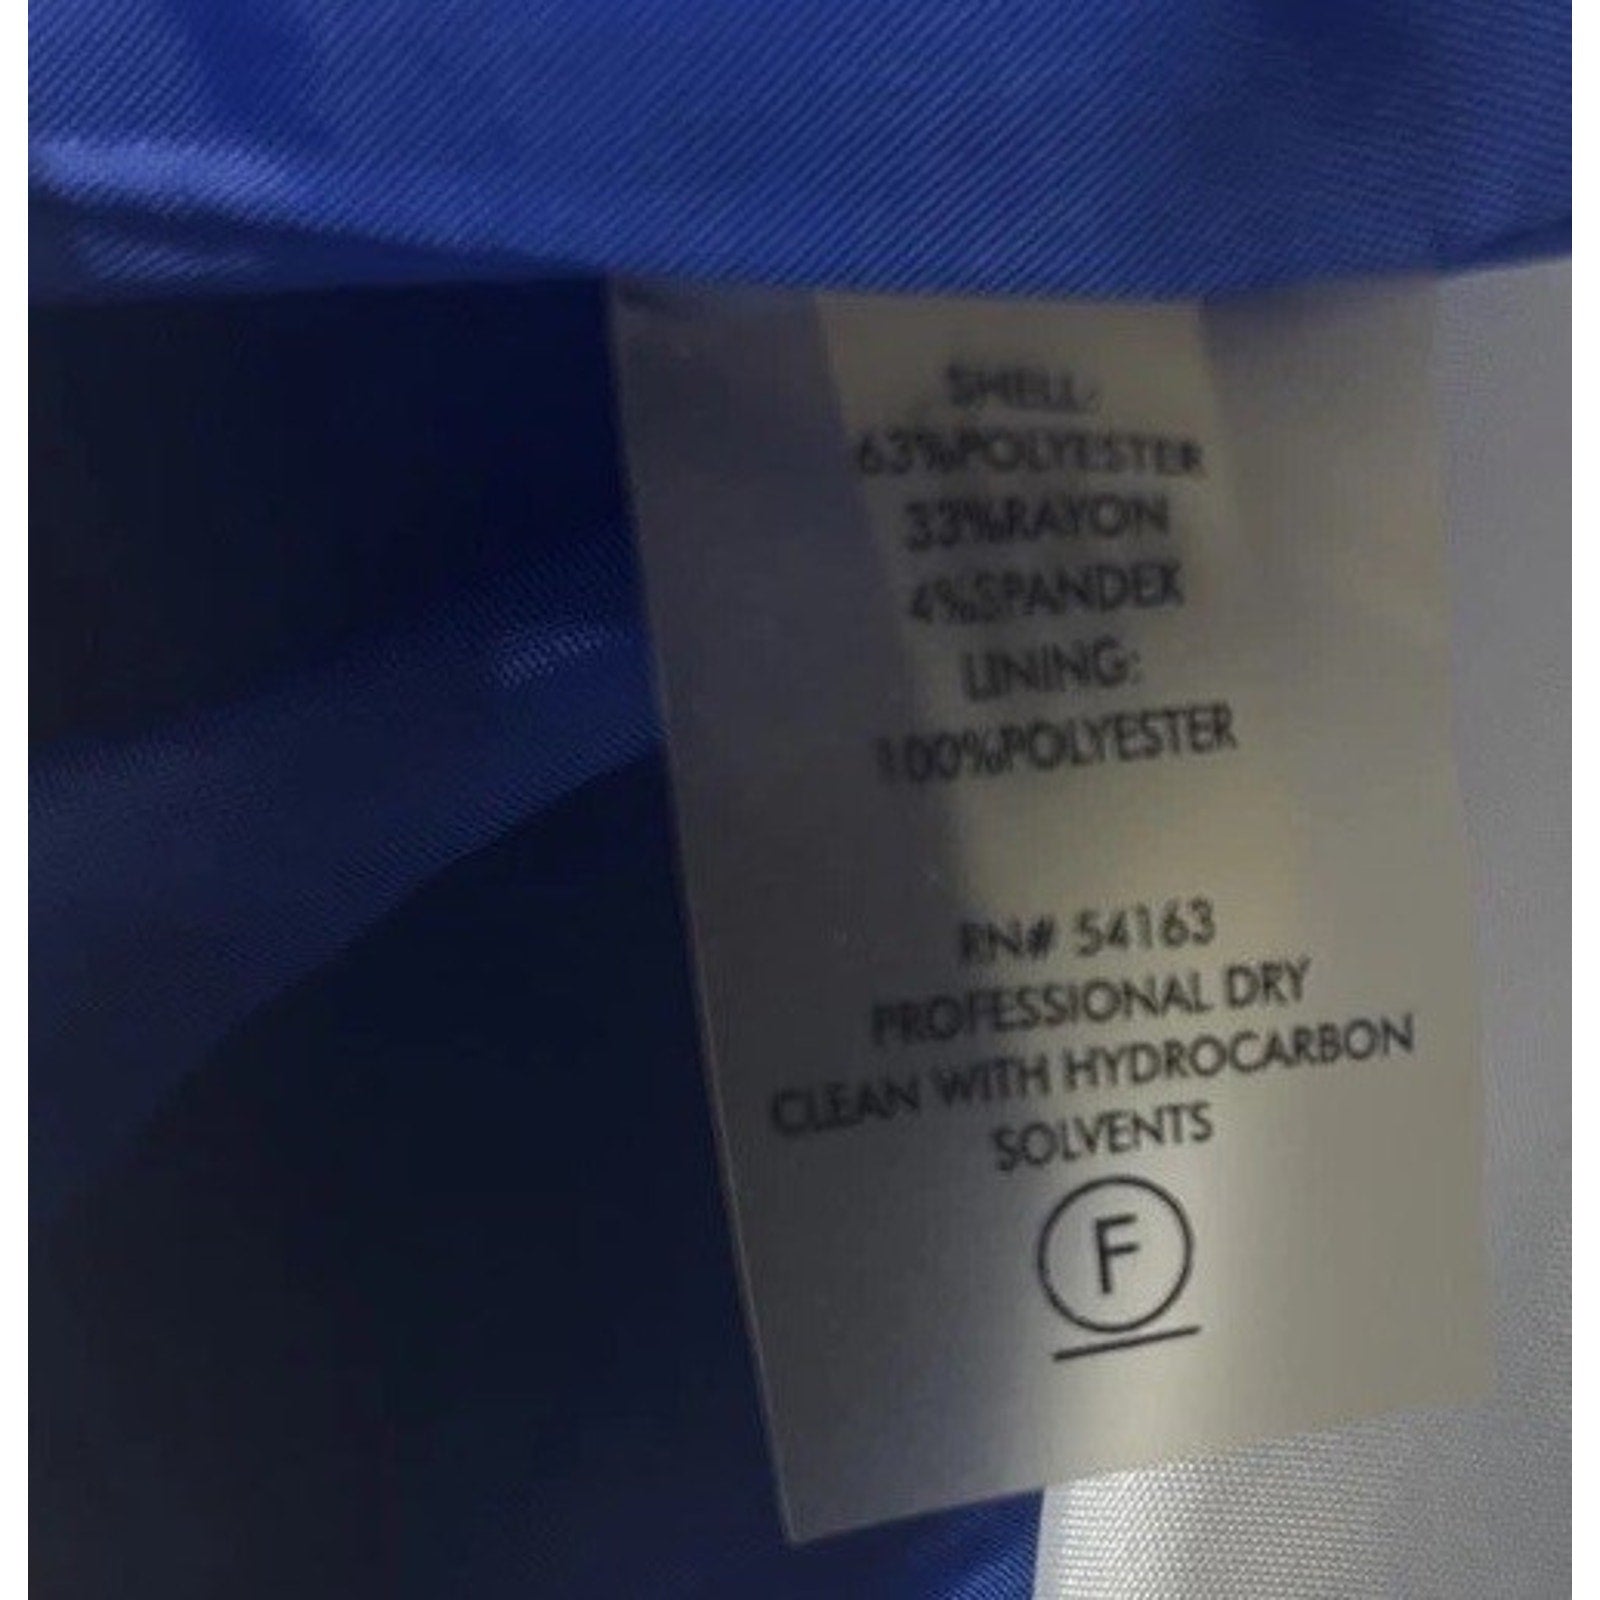 SHELL:
63%POLYESTER
33%RAYON
4%SPANDEX
LINING:
100%POLYESTER
RN# 54163
PROFESSIONAL DRY
CLEAN WITH HYDROCARBON
SOLVENTS
F